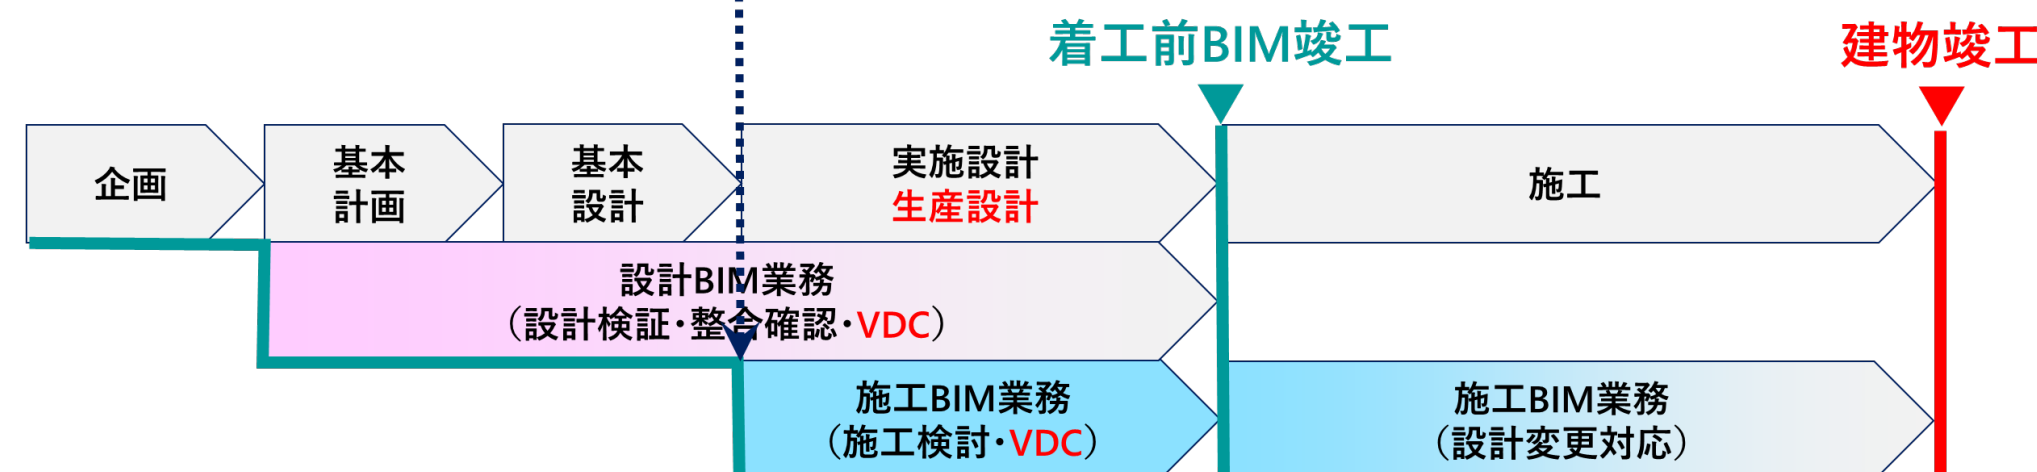 着工前BIM竣工
建物竣工
企画
基本
計画
基本
設計
実施設計
生産設計
施工
設計BIM業務
（設計検証・整合確認・VDC）
施工BIM業務
（施工検討・VDC）
施工BIM業務
（設計変更対応）